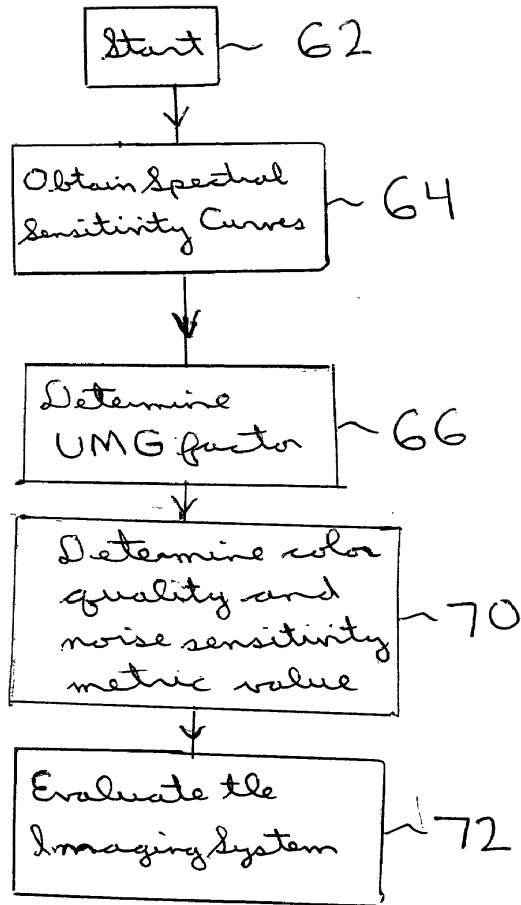 Start 62
Obtain Spectral
Sensitivity Curves
64
Determine
UMG factor
66
Determine color
quality and
noise sensitivity
metric value
70
Evaluate the
Imaging System
72